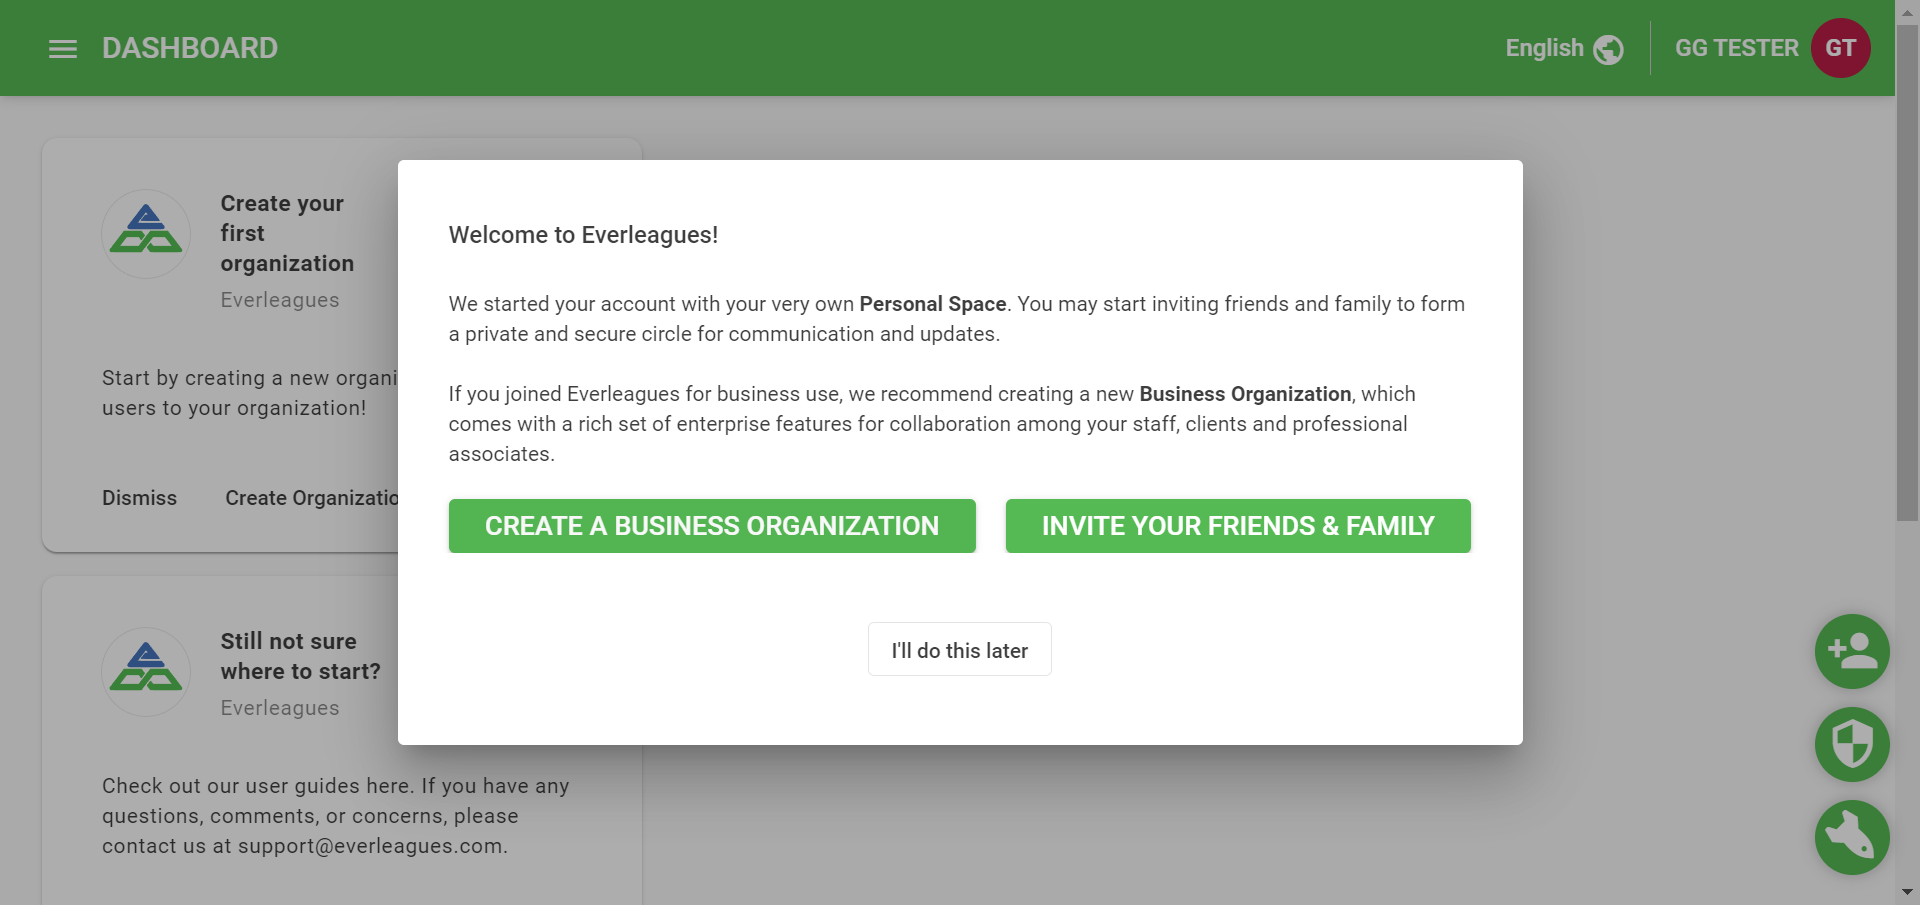 DASHBOARD
English
GG TESTER
GT
Create your
first
organization
Everleagues
Start by creating a new organi
users to your organization!
Dismiss
Create Organizatio
Welcome to Everleagues!
We started your account with your very own Personal Space. You may start inviting friends and family to form
a private and secure circle for communication and updates.
If you joined Everleagues for business use, we recommend creating a new Business Organization, which
comes with a rich set of enterprise features for collaboration among your staff, clients and professional
associates.
CREATE A BUSINESS ORGANIZATION
INVITE YOUR FRIENDS & FAMILY
I'll do this later
Still not sure
where to start?
Everleagues
Check out our user guides here. If you have any
questions, comments, or concerns, please
contact us at support@everleagues.com.